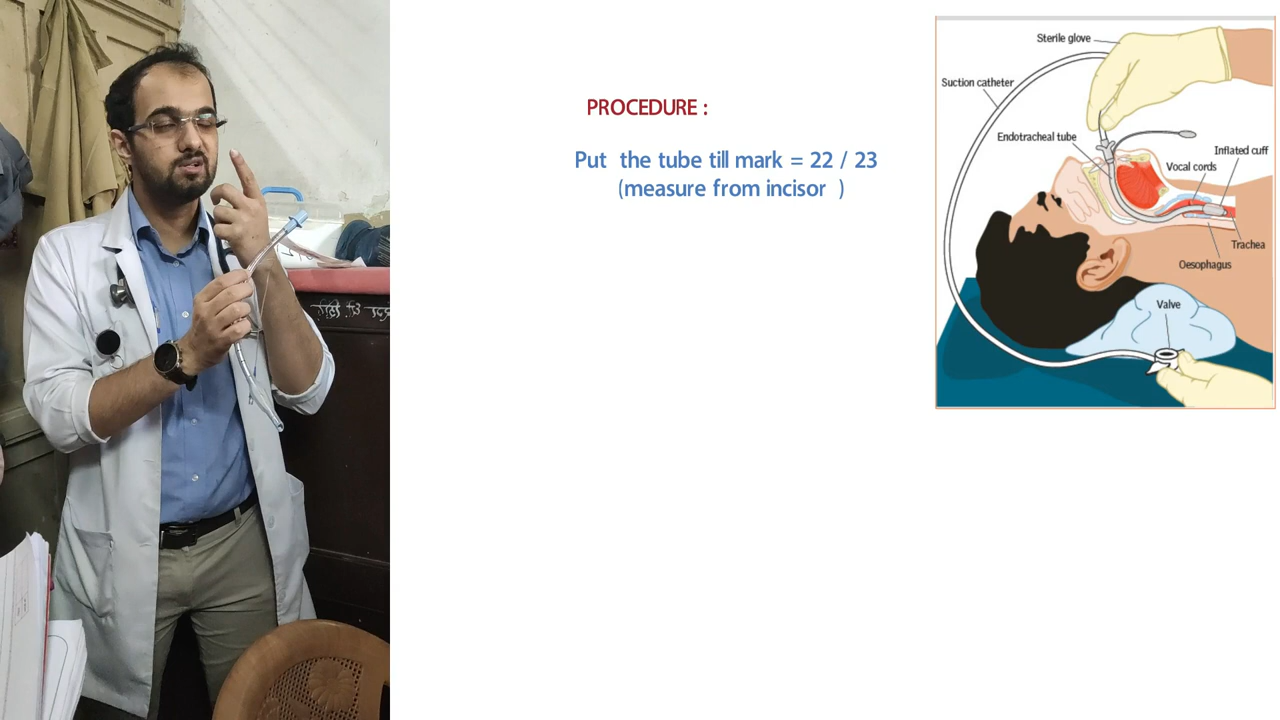 PROCEDURE :
Put the tube till mark = 22 / 23
(measure from incisor )
Sterile glove
Suction catheter
Endotracheal tube
Inflated cuff
Vocal cords
Trachea
Oesophagus
Valve